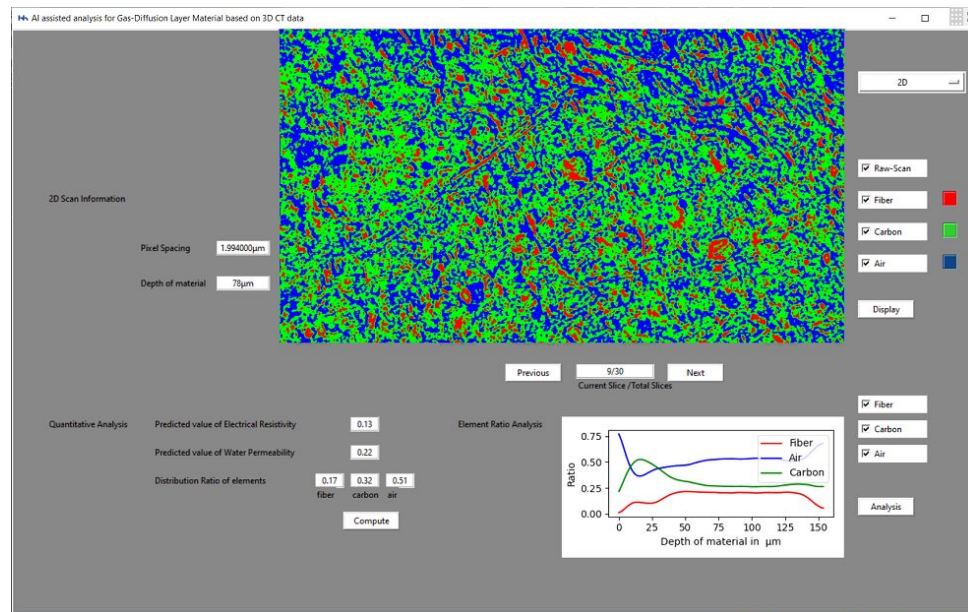 AI assisted analysis for Gas-Diffusion Layer Material based on 3D CT data
2D
Raw-Scan
2D Scan Information
Fiber
Carbon
Pixel Spacing 1.994000µm
Air
Depth of material 78µm
Display
Previous 9/30 Next
Current Slice /Total Slices
Fiber
Quantitative Analysis Predicted value of Electrical Resistivity 0.13 Element Ratio Analysis
Carbon
Predicted value of Water Permeability 0.22
Air
Distribution Ratio of elements 0.17 0.32 0.51
fiber carbon air
Compute
Analysis
Ratio
0.75
0.50
0.25
0.00
Fiber
Air
Carbon
0 25 50 75 100 125 150
Depth of material in µm